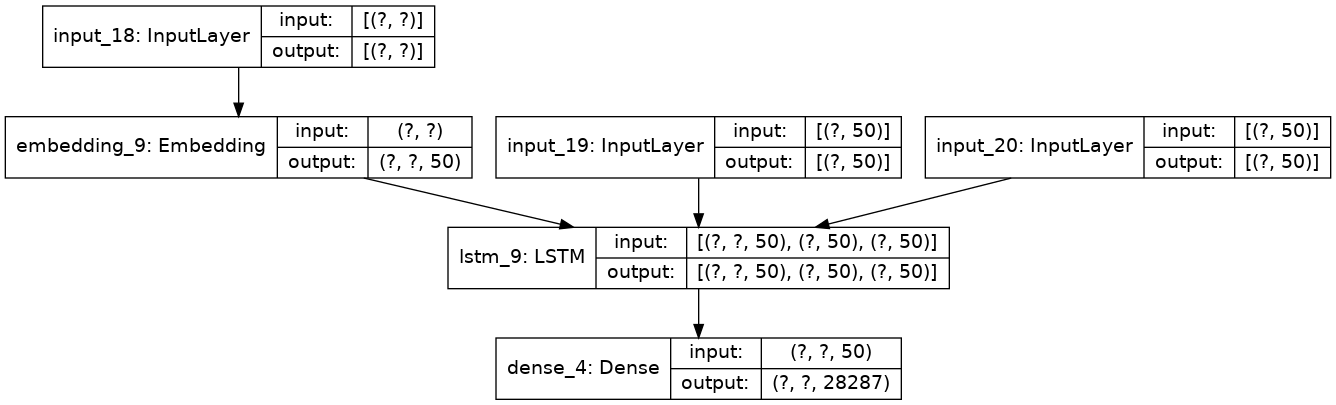 input_18: InputLayer
input: [(?, ?)]
output: [(?, ?)]
embedding_9: Embedding
input: (?, ?)
output: (?, ?, 50)
input_19: InputLayer
input: [(?, 50)]
output: [(?, 50)]
input_20: InputLayer
input: [(?, 50)]
output: [(?, 50)]
lstm_9: LSTM
input: [(?, ?, 50), (?, 50), (?, 50)]
output: [(?, ?, 50), (?, 50), (?, 50)]
dense_4: Dense
input: (?, ?, 50)
output: (?, ?, 28287)